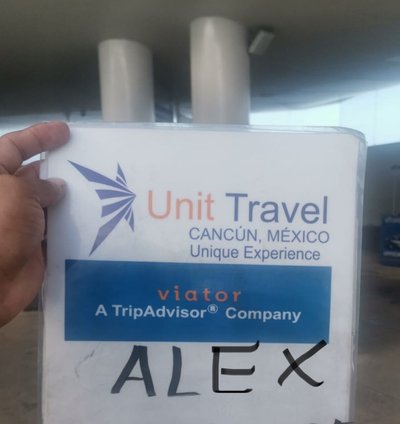 Unit Travel
CANCÚN, MÉXICO
Unique Experience
viator
A TripAdvisor® Company
ALEX